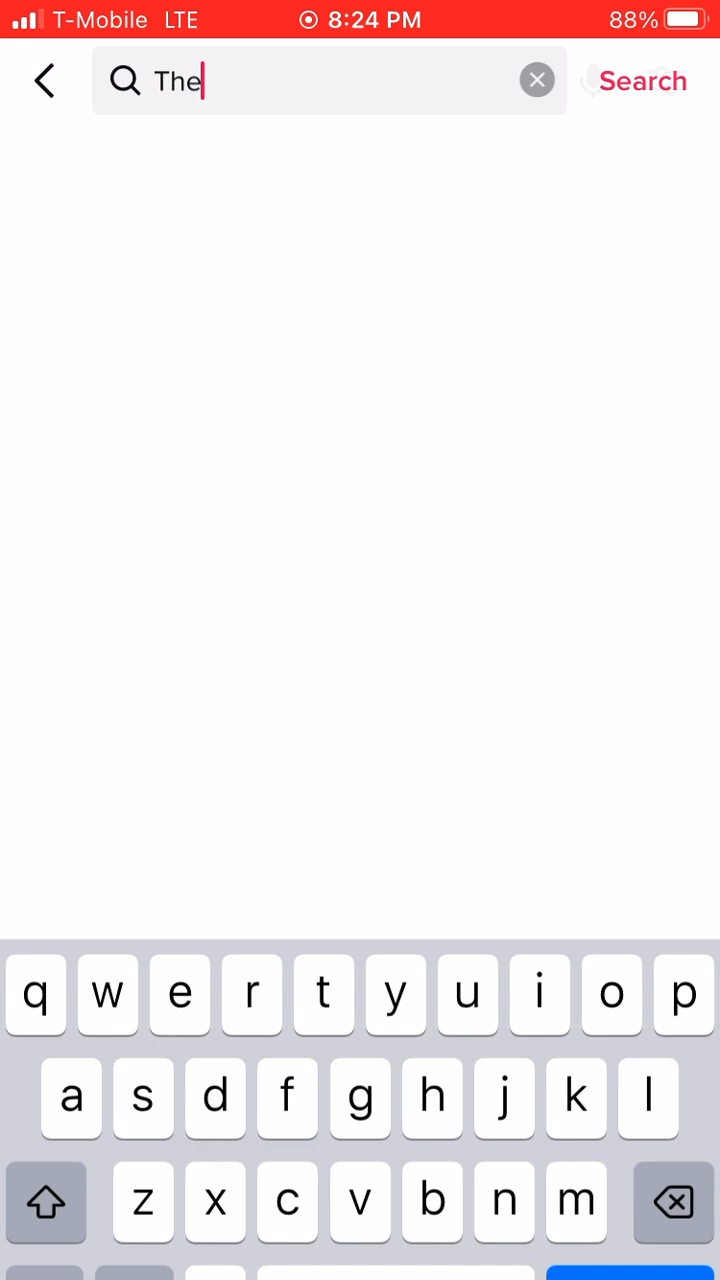 T-Mobile LTE 8:24 PM 88%
The Search
q w e r t y u i o p
a s d f g h j k l
z x c v b n m